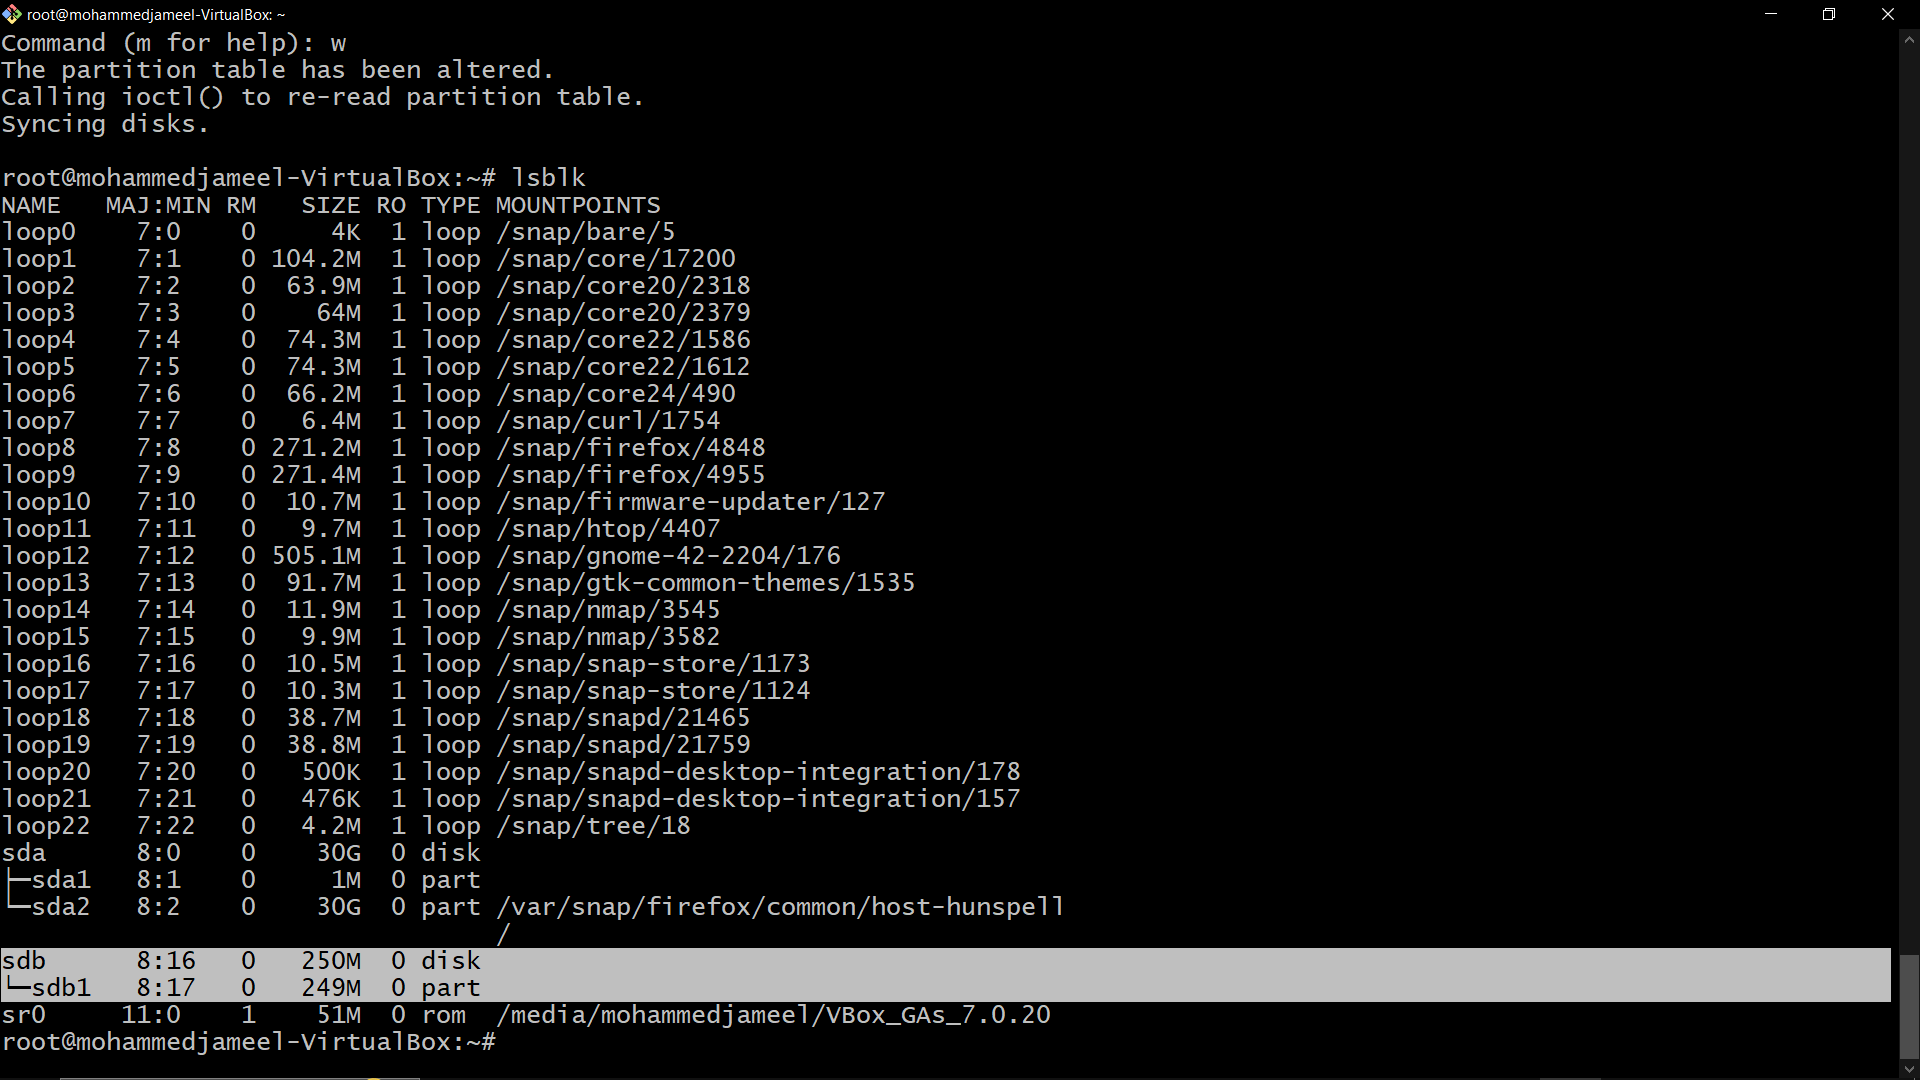 root@mohammedjameel-VirtualBox: ~
Command (m for help): w
The partition table has been altered.
Calling ioctl() to re-read partition table.
Syncing disks.
root@mohammedjameel-VirtualBox:~# lsblk
NAME   MAJ:MIN RM   SIZE RO TYPE MOUNTPOINTS
loop0    7:0    0     4K  1 loop /snap/bare/5
loop1    7:1    0 104.2M  1 loop /snap/core/17200
loop2    7:2    0  63.9M  1 loop /snap/core20/2318
loop3    7:3    0    64M  1 loop /snap/core20/2379
loop4    7:4    0  74.3M  1 loop /snap/core22/1586
loop5    7:5    0  74.3M  1 loop /snap/core22/1612
loop6    7:6    0  66.2M  1 loop /snap/core24/490
loop7    7:7    0   6.4M  1 loop /snap/curl/1754
loop8    7:8    0 271.2M  1 loop /snap/firefox/4848
loop9    7:9    0 271.4M  1 loop /snap/firefox/4955
loop10   7:10   0  10.7M  1 loop /snap/firmware-updater/127
loop11   7:11   0   9.7M  1 loop /snap/htop/4407
loop12   7:12   0 505.1M  1 loop /snap/gnome-42-2204/176
loop13   7:13   0  91.7M  1 loop /snap/gtk-common-themes/1535
loop14   7:14   0  11.9M  1 loop /snap/nmap/3545
loop15   7:15   0   9.9M  1 loop /snap/nmap/3582
loop16   7:16   0  10.5M  1 loop /snap/snap-store/1173
loop17   7:17   0  10.3M  1 loop /snap/snap-store/1124
loop18   7:18   0  38.7M  1 loop /snap/snapd/21465
loop19   7:19   0  38.8M  1 loop /snap/snapd/21759
loop20   7:20   0   500K  1 loop /snap/snapd-desktop-integration/178
loop21   7:21   0   476K  1 loop /snap/snapd-desktop-integration/157
loop22   7:22   0   4.2M  1 loop /snap/tree/18
sda      8:0    0    30G  0 disk
├─sda1   8:1    0     1M  0 part
└─sda2   8:2    0    30G  0 part /var/snap/firefox/common/host-hunspell
                                 /
sdb      8:16   0   250M  0 disk
└─sdb1   8:17   0   249M  0 part
sr0     11:0    1    51M  0 rom  /media/mohammedjameel/VBox_GAs_7.0.20
root@mohammedjameel-VirtualBox:~#